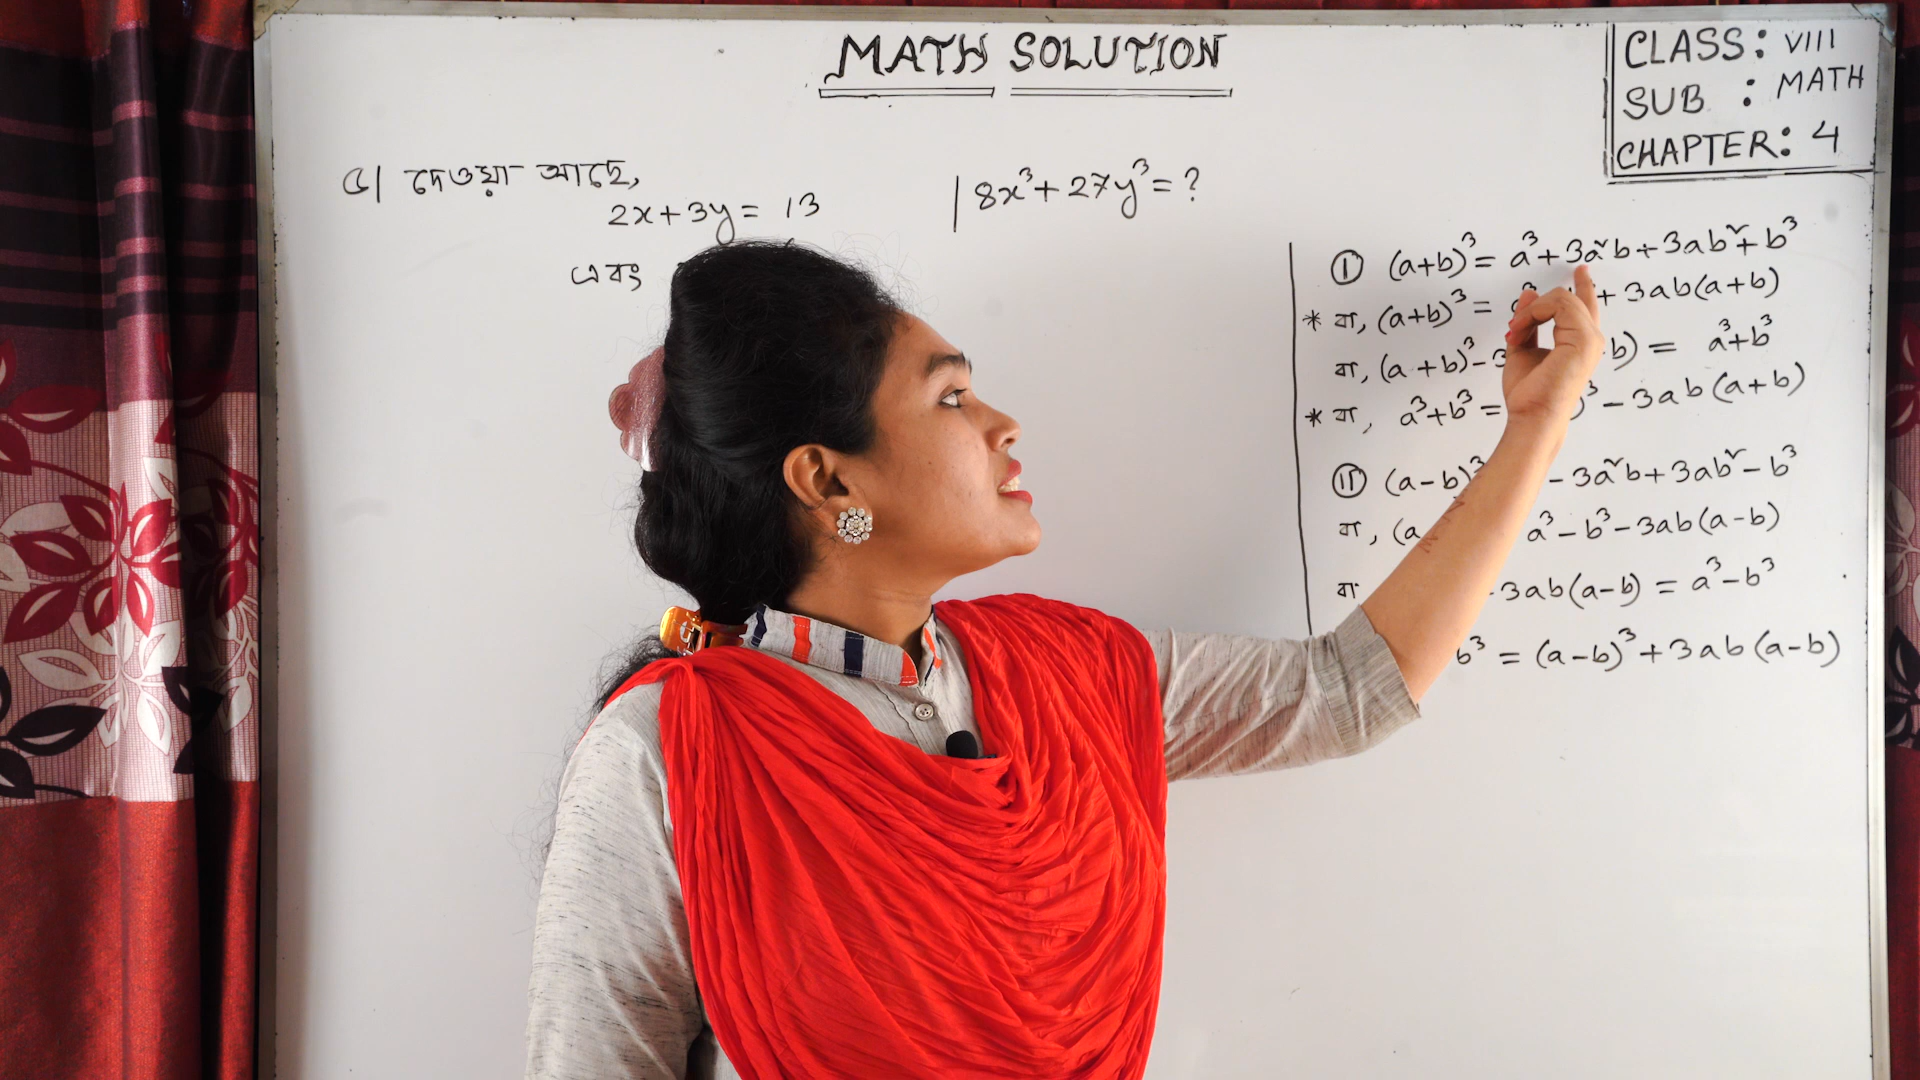 MATH SOLUTION
CLASS: VIII
SUB : MATH
CHAPTER: 4
৫| দেওয়া আছে,
2x+3y = 13
এবং
8x³+27y³ = ?
① (a+b)³ = a³+3a²b+3ab²+b³
* বা, (a+b)³ = + 3ab(a+b)
বা, (a+b)³-3 b) = a³+b³
* বা, a³+b³ = )³ - 3ab(a+b)
② (a-b)³ - 3a²b+3ab²-b³
বা, (a a³-b³-3ab(a-b)
বা 3ab(a-b) = a³-b³
b³ = (a-b)³+3ab(a-b)